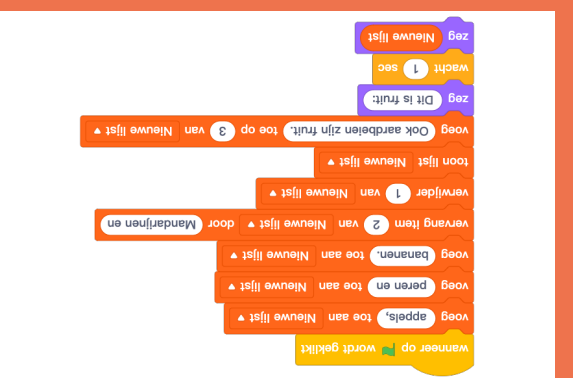 wanneer op wordt geklikt
voeg appels, toe aan Nieuwe lijst
voeg peren en toe aan Nieuwe lijst
voeg bananen. toe aan Nieuwe lijst
vervang item 2 van Nieuwe lijst door Mandarijnen en
verwijder 1 van Nieuwe lijst
toon lijst Nieuwe lijst
voeg Ook aardbeien zijn fruit. toe op 3 van Nieuwe lijst
zeg Dit is fruit:
wacht 1 sec
zeg Nieuwe lijst